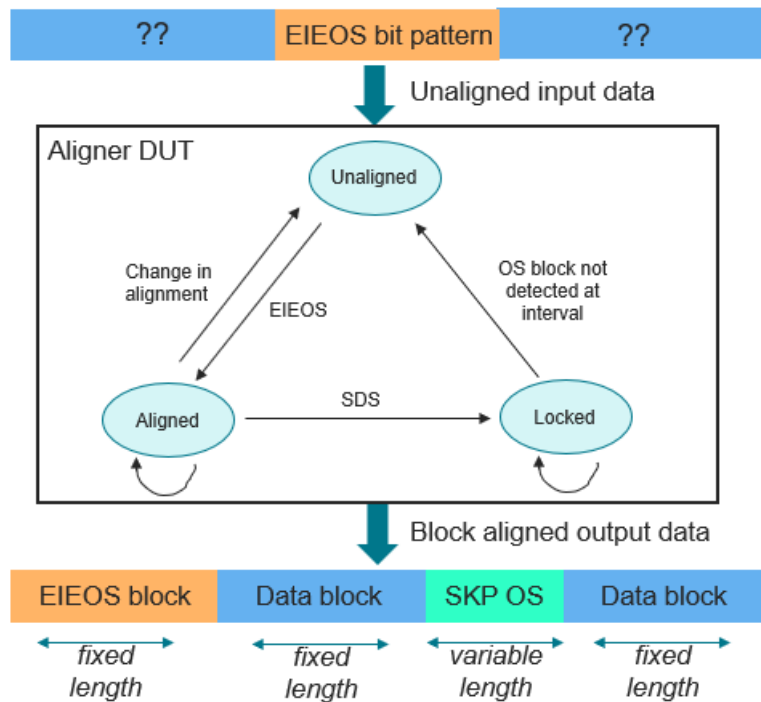 ??
EIEOS bit pattern
??
Unaligned input data
Aligner DUT
Unaligned
Change in
alignment
EIEOS
OS block not
detected at
interval
Aligned
SDS
Locked
Block aligned output data
EIEOS block
Data block
SKP OS
Data block
fixed
length
fixed
length
variable
length
fixed
length